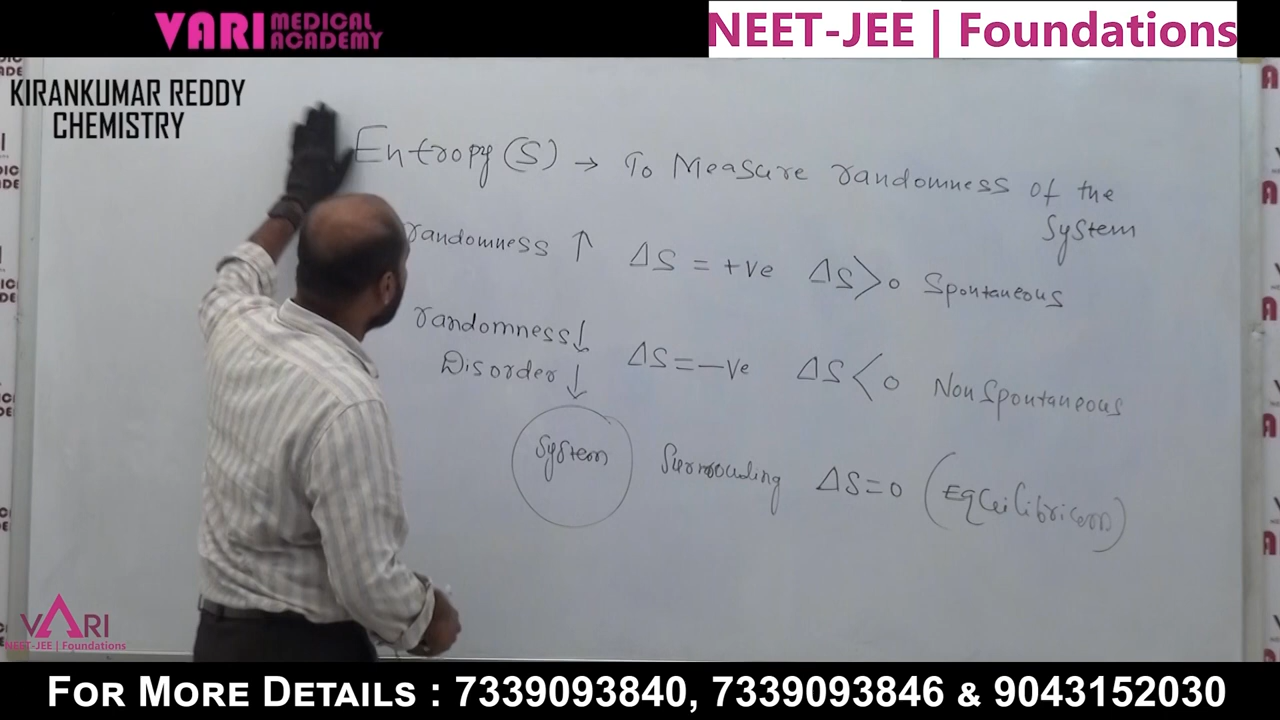 VARI MEDICAL ACADEMY
NEET-JEE | Foundations
KIRANKUMAR REDDY
CHEMISTRY
Entropy (S) → To Measure randomness of the
System
randomness ↑ ΔS = +ve ΔS > 0 Spontaneous
randomness ↓ ΔS = -ve ΔS < 0 Non Spontaneous
Disorder ↓
System Surrounding ΔS = 0 (Equilibrium)
VARI
NEET-JEE | Foundations
FOR MORE DETAILS : 7339093840, 7339093846 & 9043152030